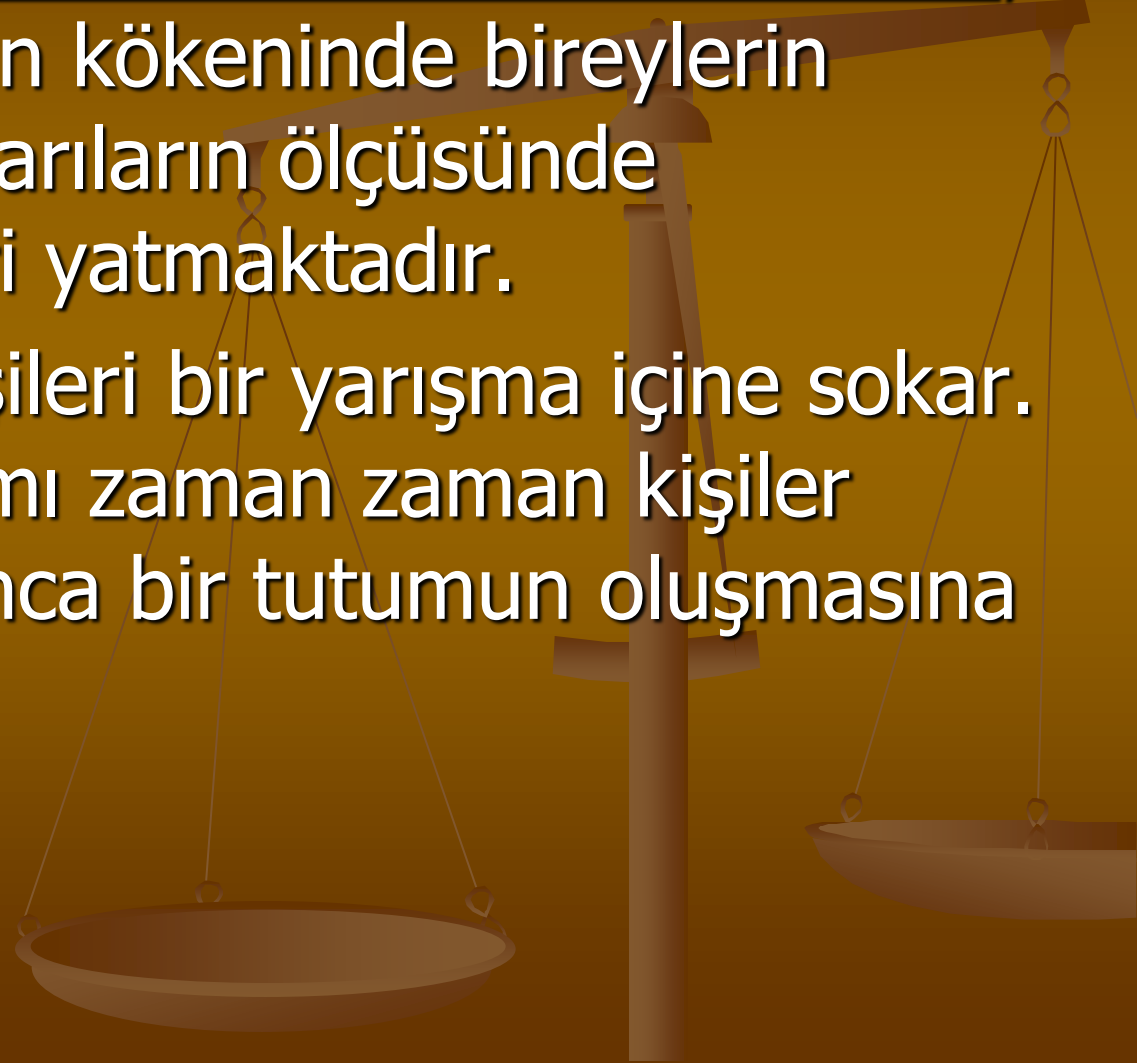 n kökeninde bireylerin
arıların ölçüsünde
i yatmaktadır.
sileri bir yarışma içine sokar.
mı zaman zaman kişiler
nca bir tutumun oluşmasına